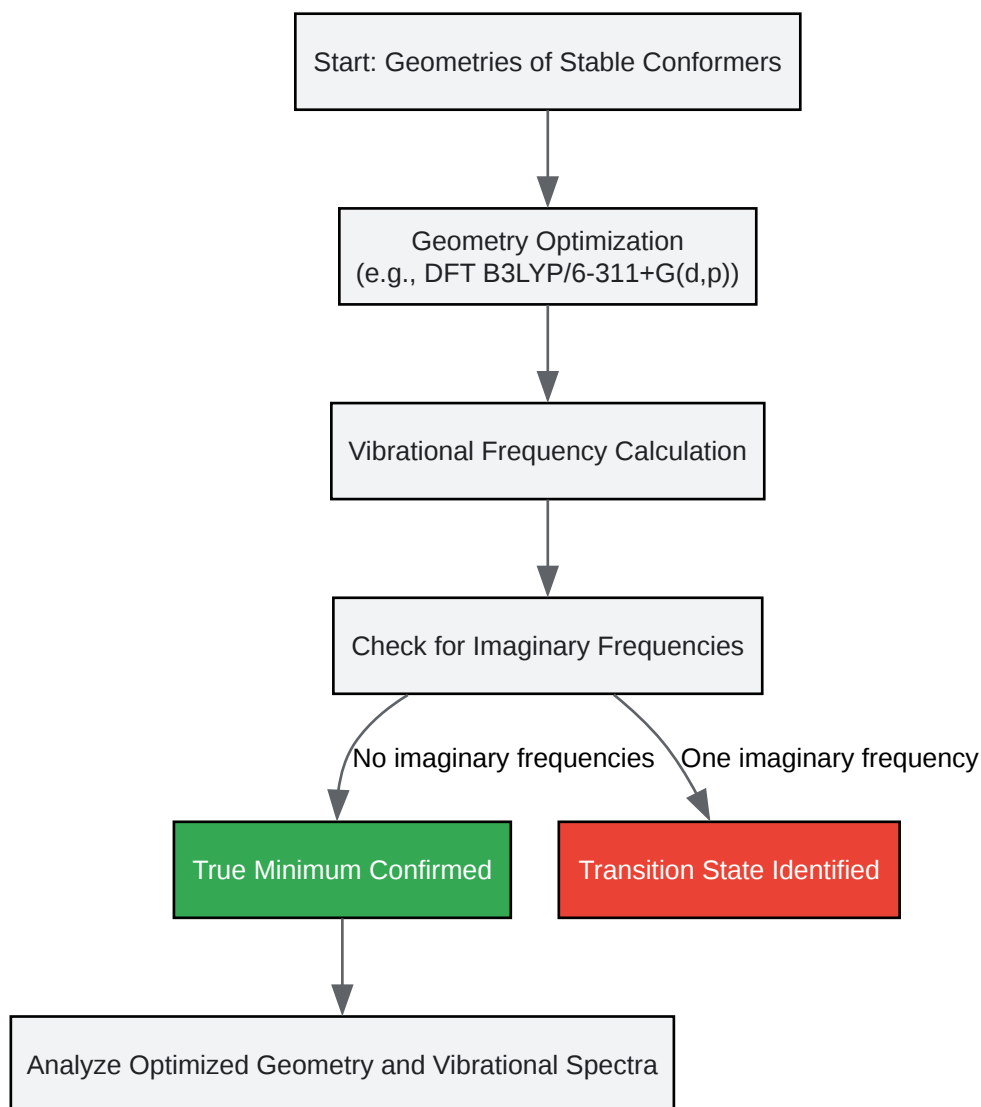 Start: Geometries of Stable Conformers
Geometry Optimization
(e.g., DFT B3LYP/6-311+G(d,p))
Vibrational Frequency Calculation
Check for Imaginary Frequencies
No imaginary frequencies
One imaginary frequency
True Minimum Confirmed
Transition State Identified
Analyze Optimized Geometry and Vibrational Spectra